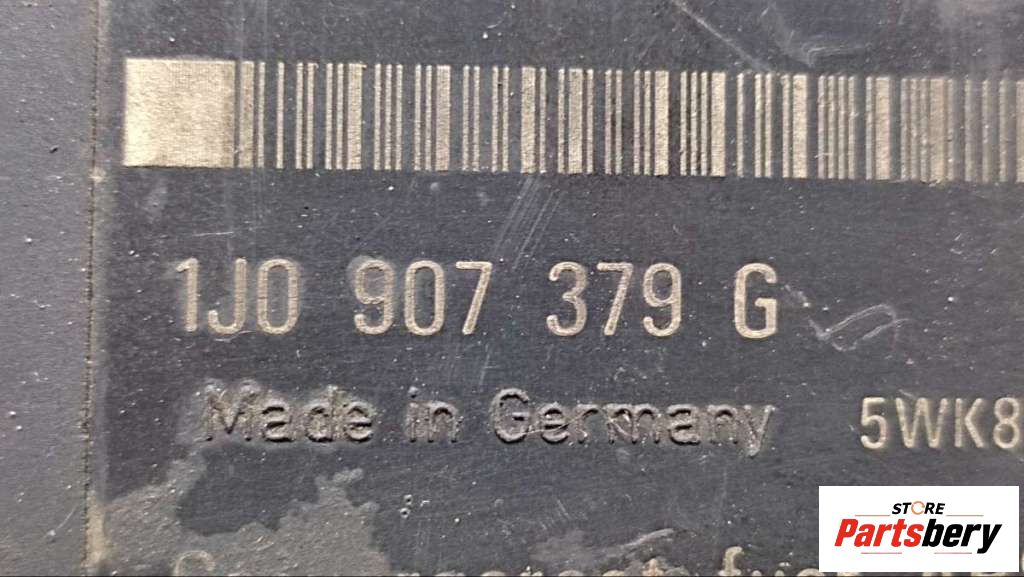 1J0 907 379 G
Made in Germany 5WK8
STORE
Partsbery